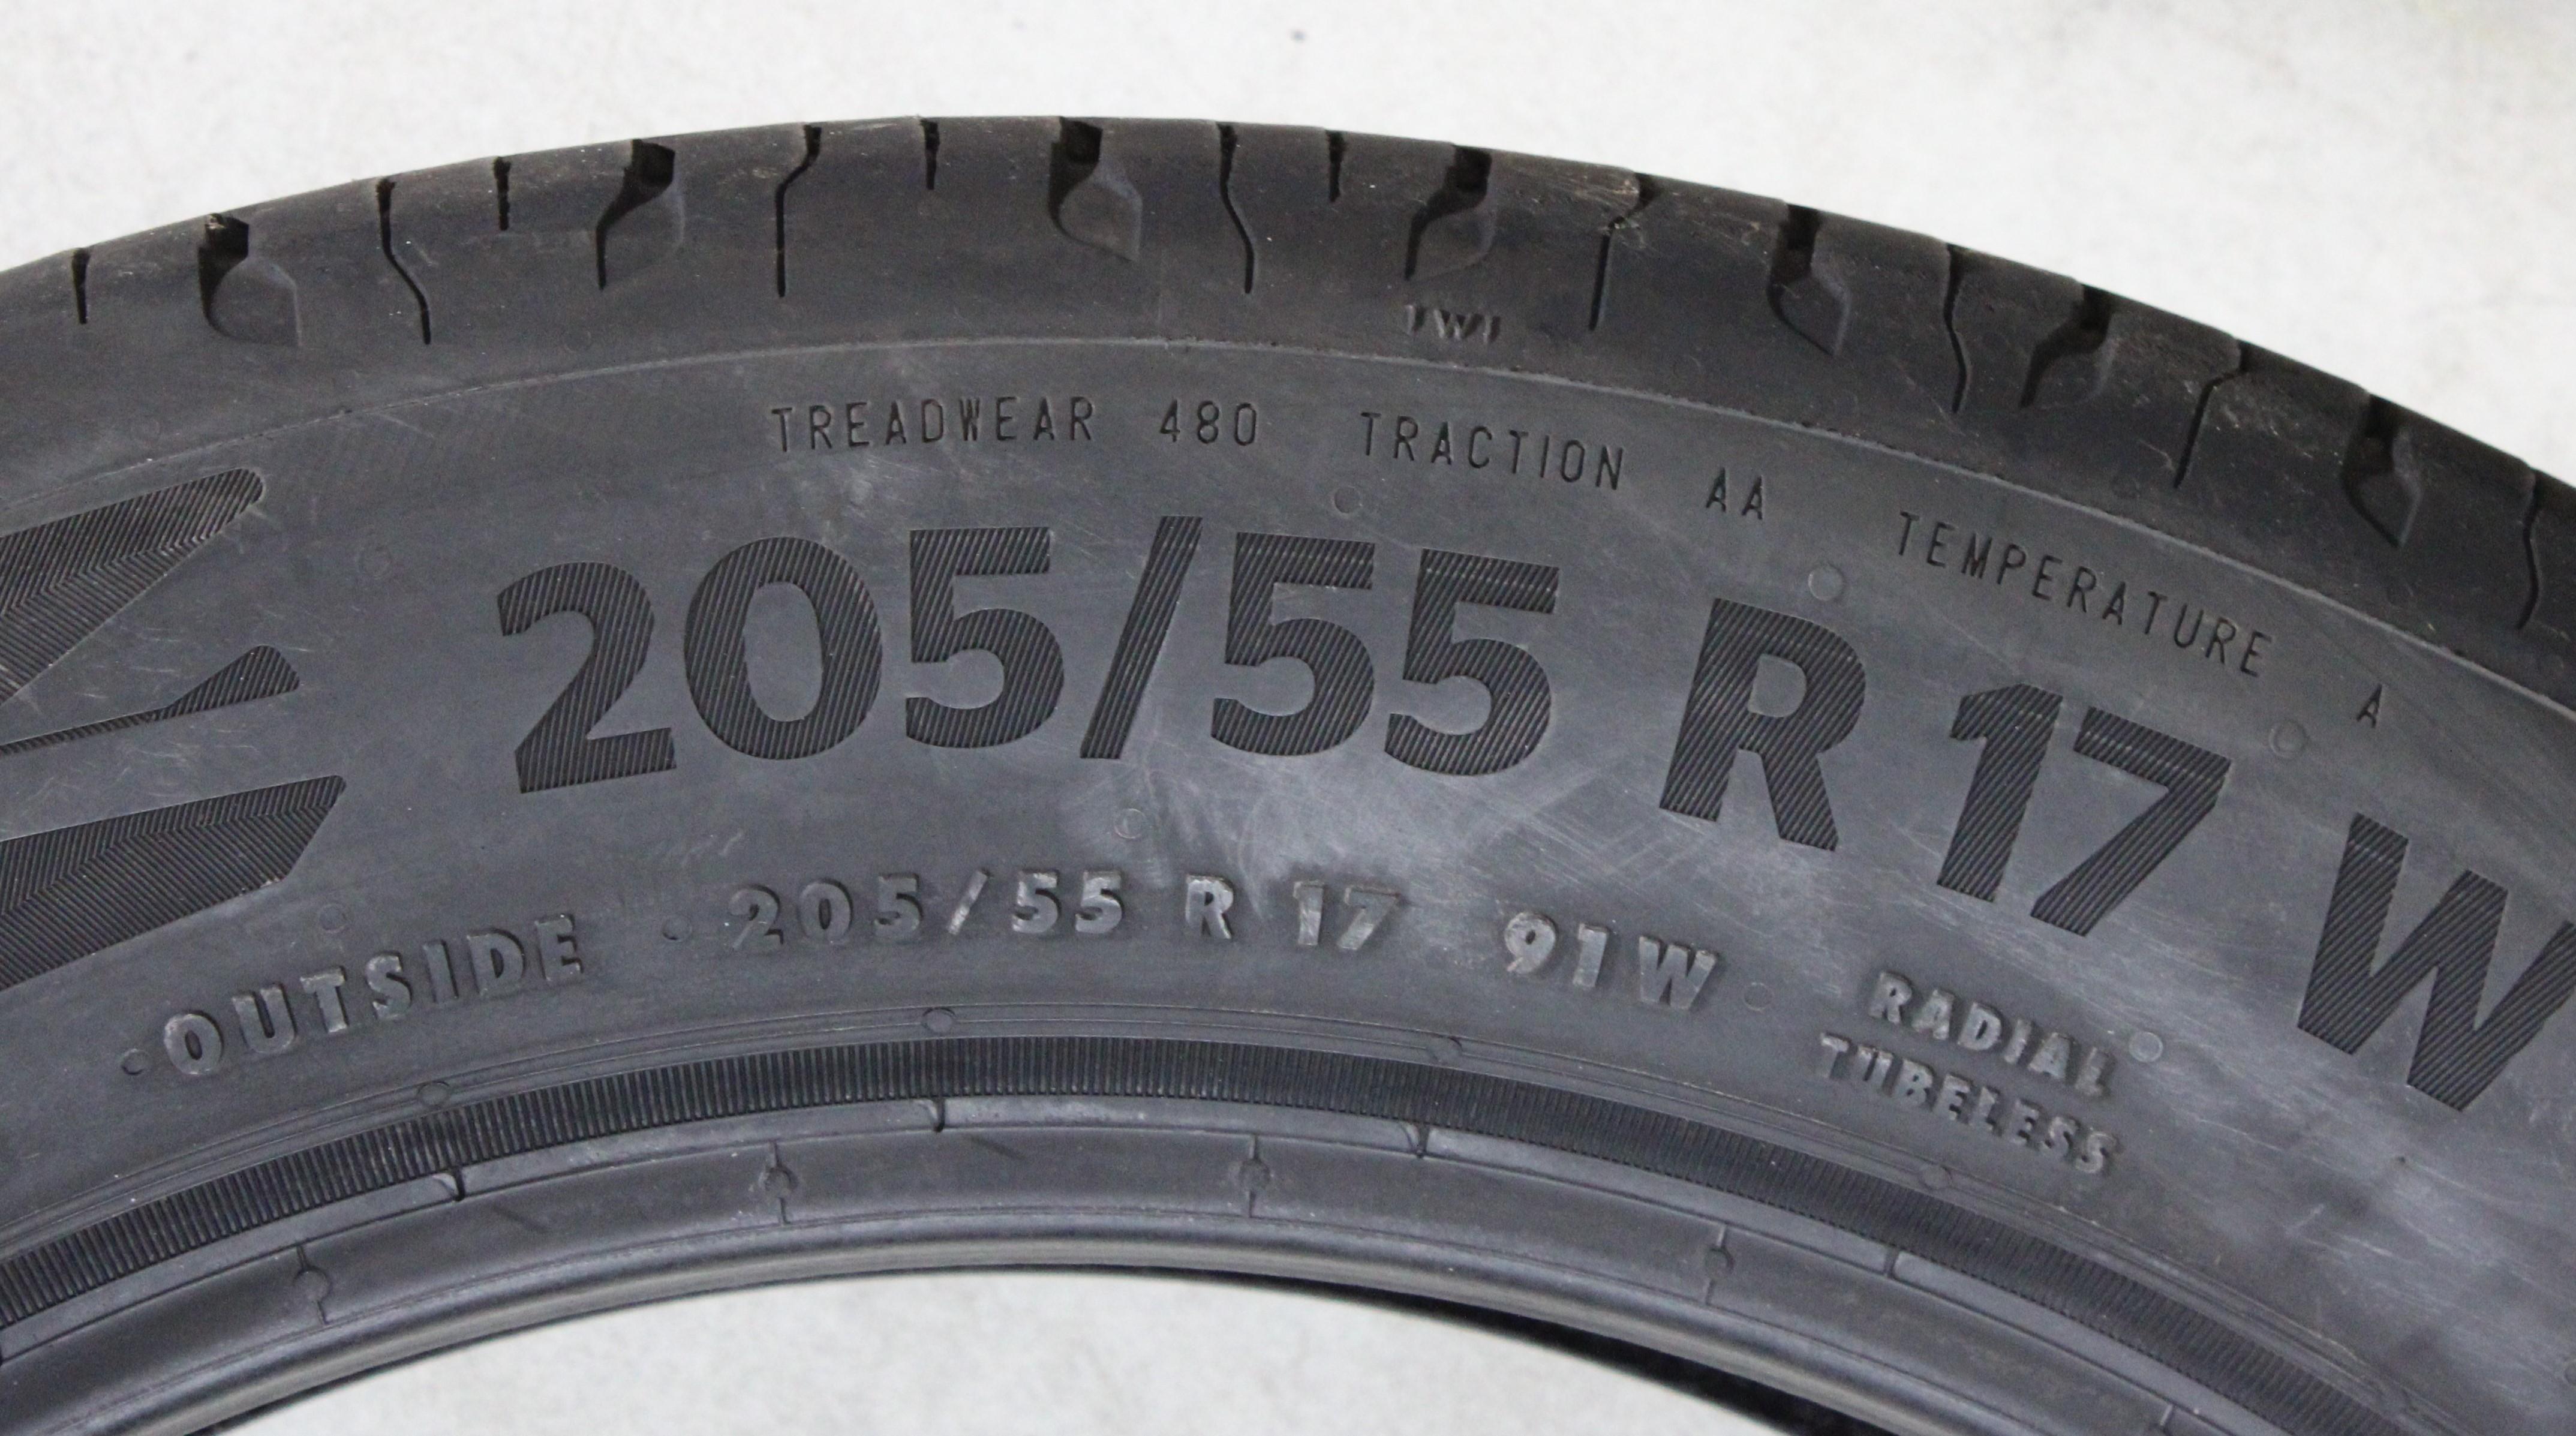 TWI
TREADWEAR 480 TRACTION AA TEMPERATURE A
205/55 R 17 W
OUTSIDE 205/55 R 17 91W
RADIAL
TUBELESS